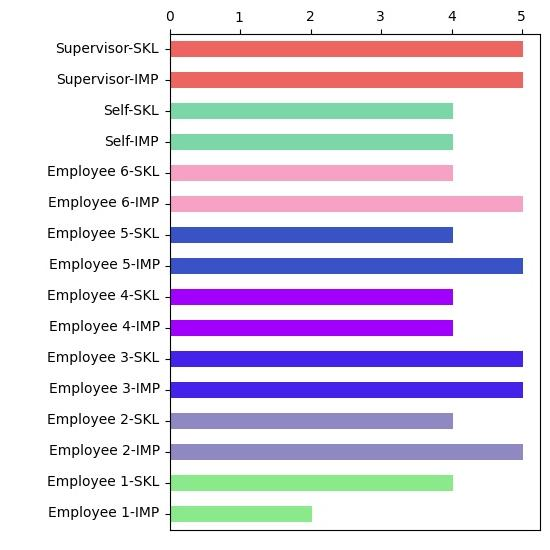 0 1 2 3 4 5
Supervisor-SKL
Supervisor-IMP
Self-SKL
Self-IMP
Employee 6-SKL
Employee 6-IMP
Employee 5-SKL
Employee 5-IMP
Employee 4-SKL
Employee 4-IMP
Employee 3-SKL
Employee 3-IMP
Employee 2-SKL
Employee 2-IMP
Employee 1-SKL
Employee 1-IMP